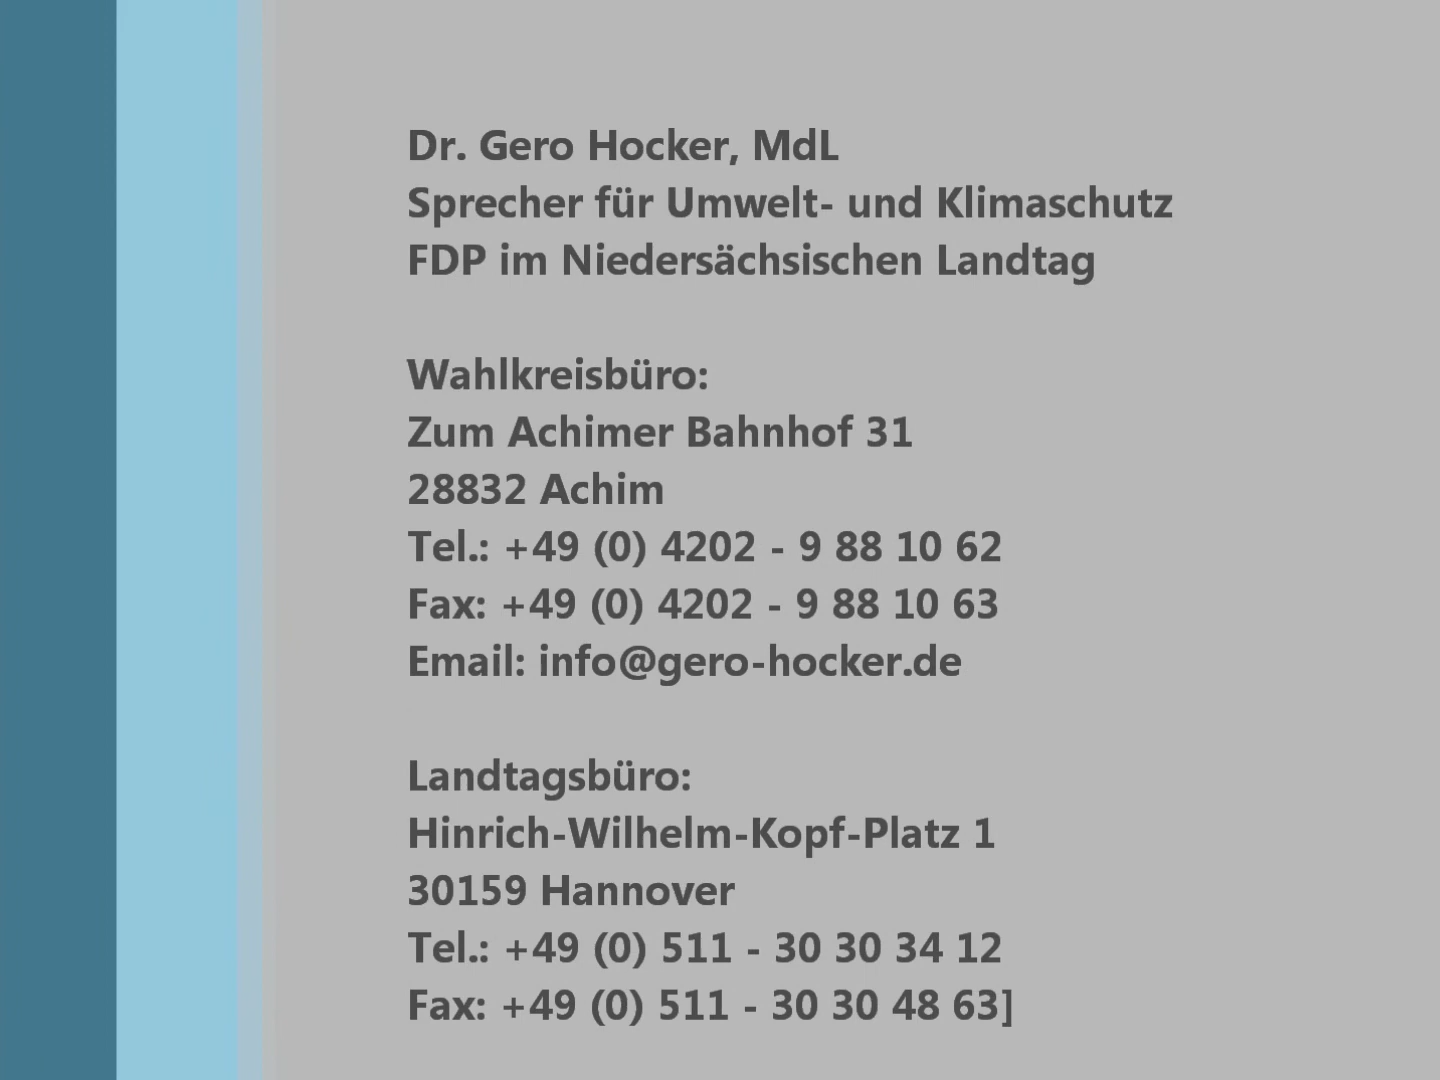 Dr. Gero Hocker, MdL
Sprecher für Umwelt- und Klimaschutz
FDP im Niedersächsischen Landtag
Wahlkreisbüro:
Zum Achimer Bahnhof 31
28832 Achim
Tel.: +49 (0) 4202 - 9 88 10 62
Fax: +49 (0) 4202 - 9 88 10 63
Email: info@gero-hocker.de
Landtagsbüro:
Hinrich-Wilhelm-Kopf-Platz 1
30159 Hannover
Tel.: +49 (0) 511 - 30 30 34 12
Fax: +49 (0) 511 - 30 30 48 63]